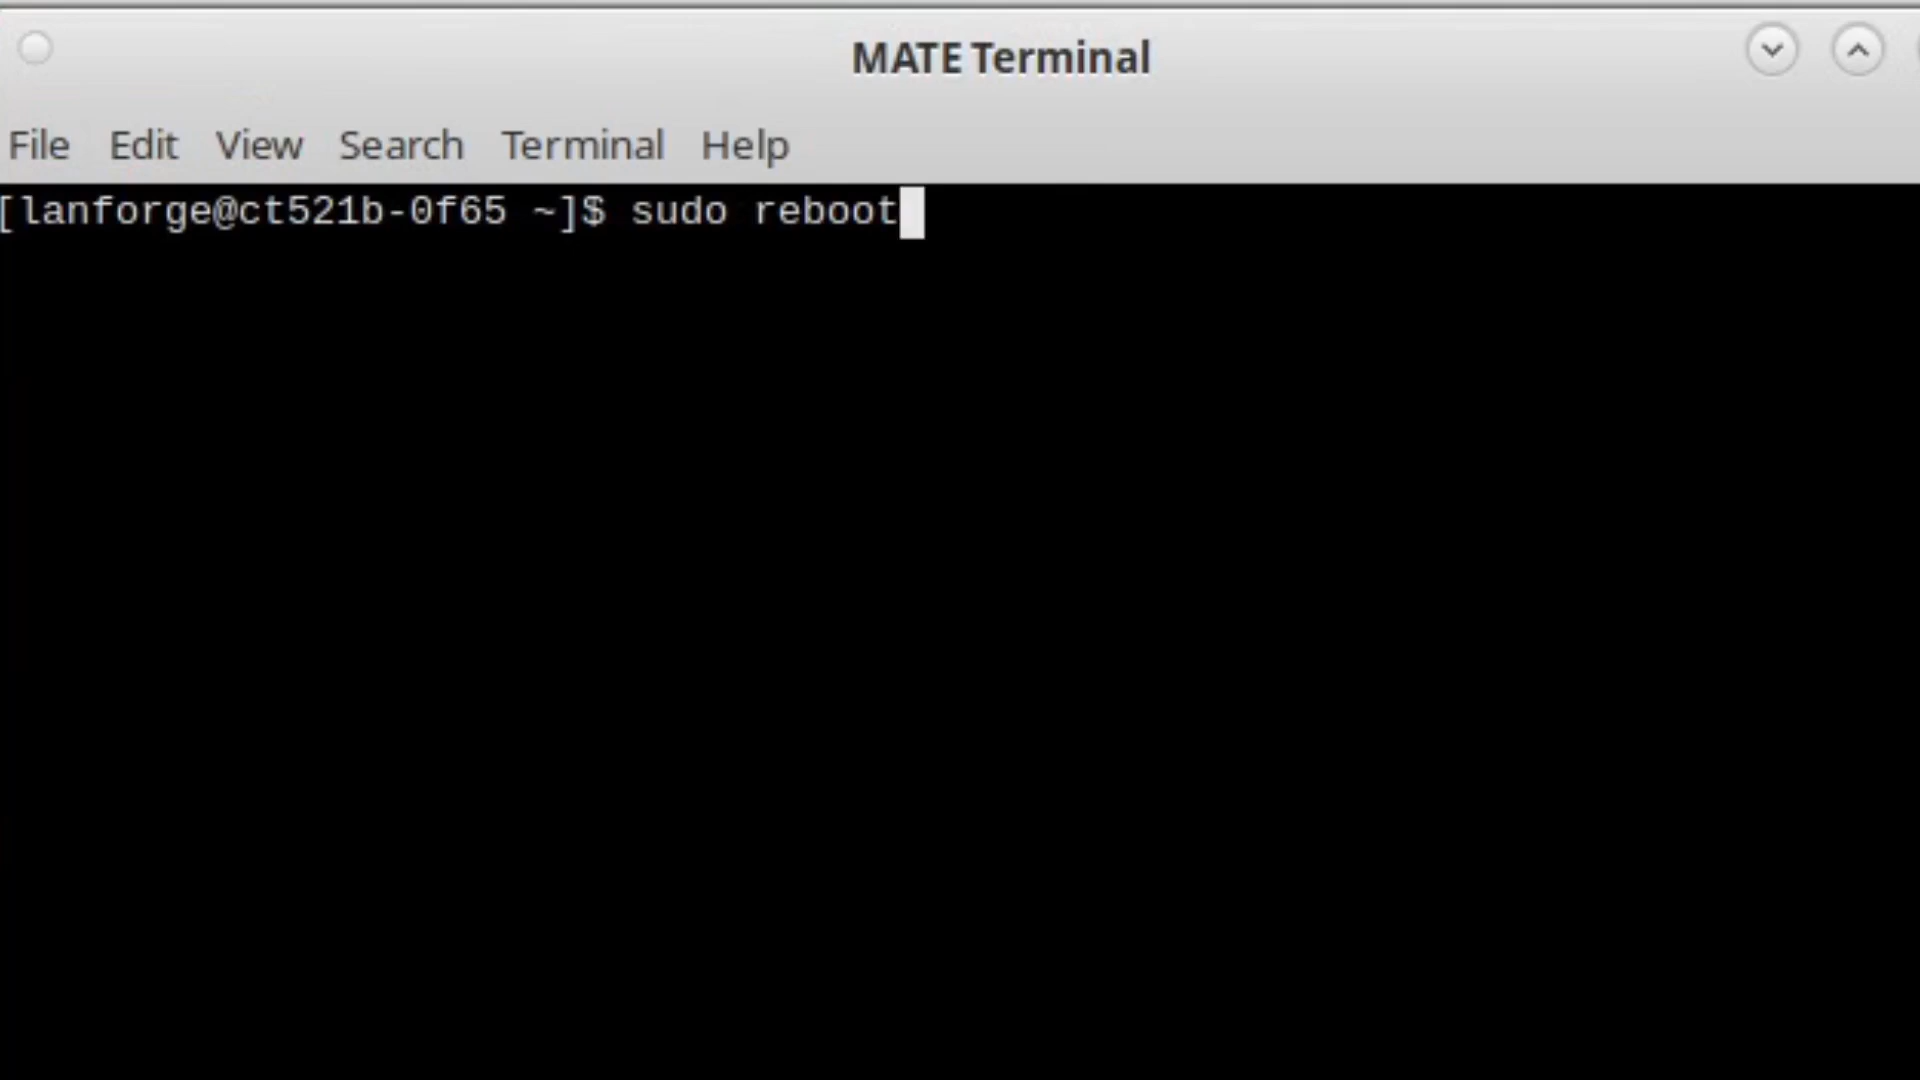 MATE Terminal
File Edit View Search Terminal Help
[lanforge@ct521b-0f65 ~]$ sudo reboot